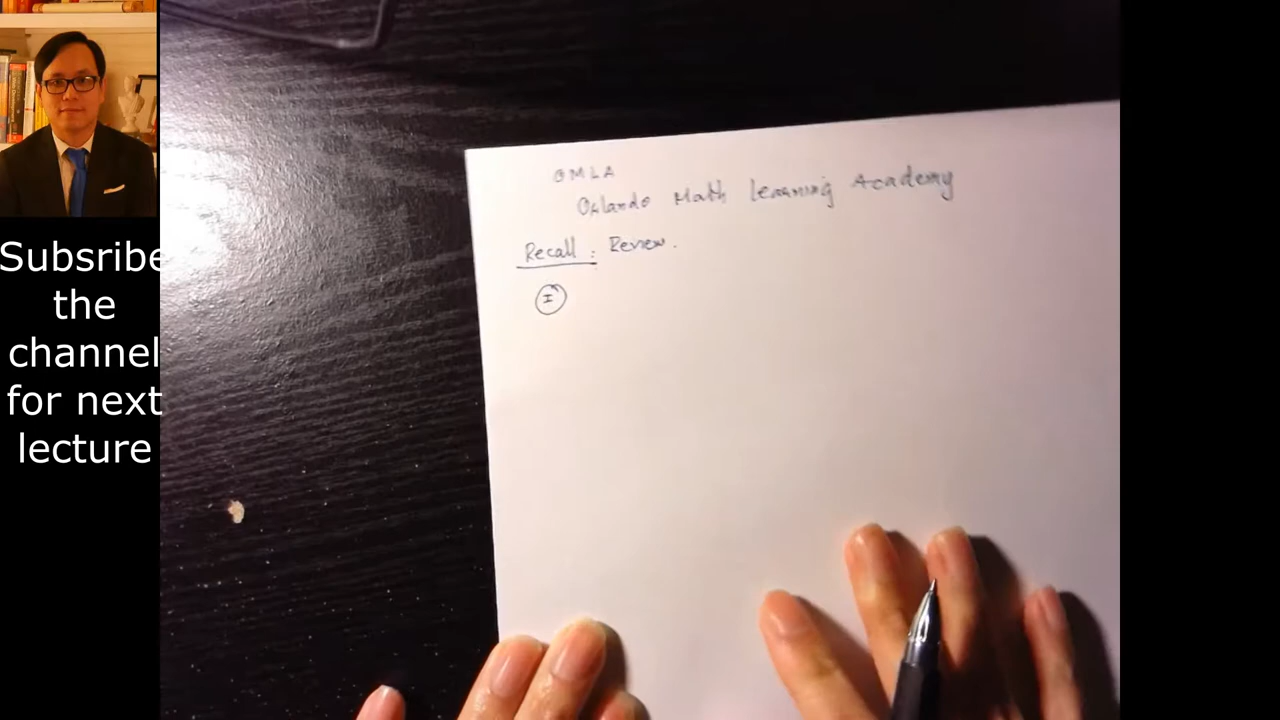 Subsribe
the
channel
for next
lecture
OMLA
Orlando Math Learning Academy
Recall : Review.
I